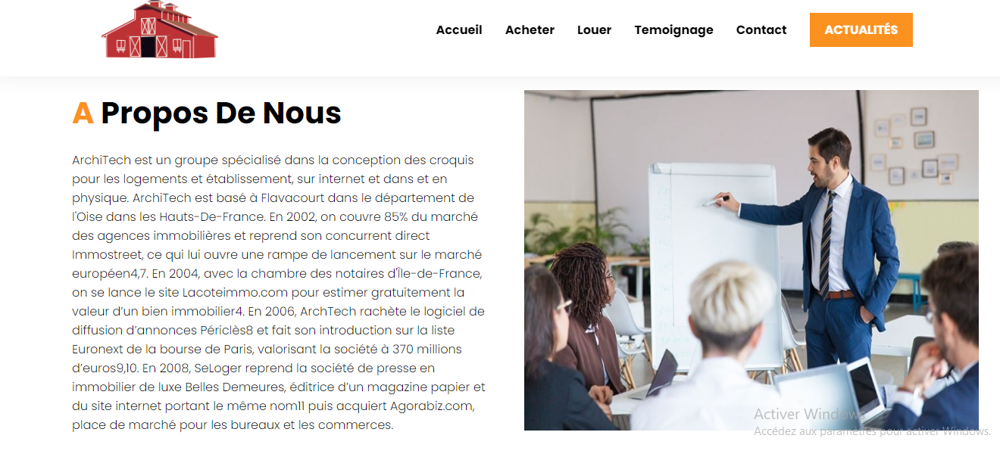 Accueil Acheter Louer Temoignage Contact ACTUALITÉS
A Propos De Nous
ArchiTech est un groupe spécialisé dans la conception des croquis
pour les logements et établissement, sur internet et dans et en
physique. ArchiTech est basé à Flavacourt dans le département de
l'Oise dans les Hauts-De-France. En 2002, on couvre 85% du marché
des agences immobilières et reprend son concurrent direct
Immostreet, ce qui lui ouvre une rampe de lancement sur le marché
européen4,7. En 2004, avec la chambre des notaires d'Île-de-France,
on se lance le site Lacoteimmo.com pour estimer gratuitement la
valeur d’un bien immobilier4. En 2006, ArchTech rachète le logiciel de
diffusion d’annonces Périclès8 et fait son introduction sur la liste
Euronext de la bourse de Paris, valorisant la société à 370 millions
d’euros9,10. En 2008, SeLoger reprend la société de presse en
immobilier de luxe Belles Demeures, éditrice d’un magazine papier et
du site internet portant le même nom11 puis acquiert Agorabiz.com,
place de marché pour les bureaux et les commerces.
Activer Windows
Accédez aux paramètres pour activer Windows.